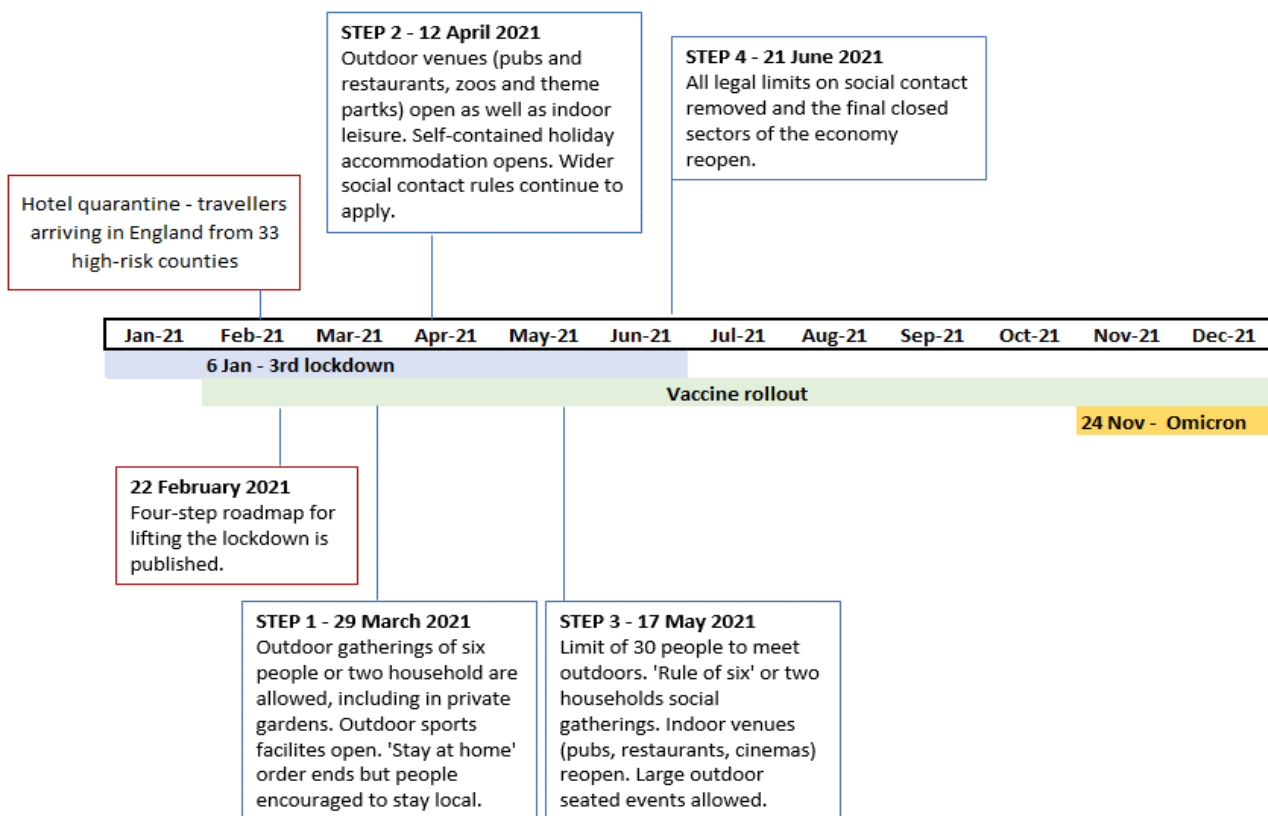 STEP 2 - 12 April 2021
Outdoor venues (pubs and
restaurants, zoos and theme
partks) open as well as indoor
leisure. Self-contained holiday
accommodation opens. Wider
social contact rules continue to
apply.
STEP 4 - 21 June 2021
All legal limits on social contact
removed and the final closed
sectors of the economy
reopen.
Hotel quarantine - travellers
arriving in England from 33
high-risk counties
Jan-21 Feb-21 Mar-21 Apr-21 May-21 Jun-21 Jul-21 Aug-21 Sep-21 Oct-21 Nov-21 Dec-21
6 Jan - 3rd lockdown
Vaccine rollout
24 Nov - Omicron
22 February 2021
Four-step roadmap for
lifting the lockdown is
published.
STEP 1 - 29 March 2021
Outdoor gatherings of six
people or two household are
allowed, including in private
gardens. Outdoor sports
facilites open. 'Stay at home'
order ends but people
encouraged to stay local.
STEP 3 - 17 May 2021
Limit of 30 people to meet
outdoors. 'Rule of six' or two
households social
gatherings. Indoor venues
(pubs, restaurants, cinemas)
reopen. Large outdoor
seated events allowed.